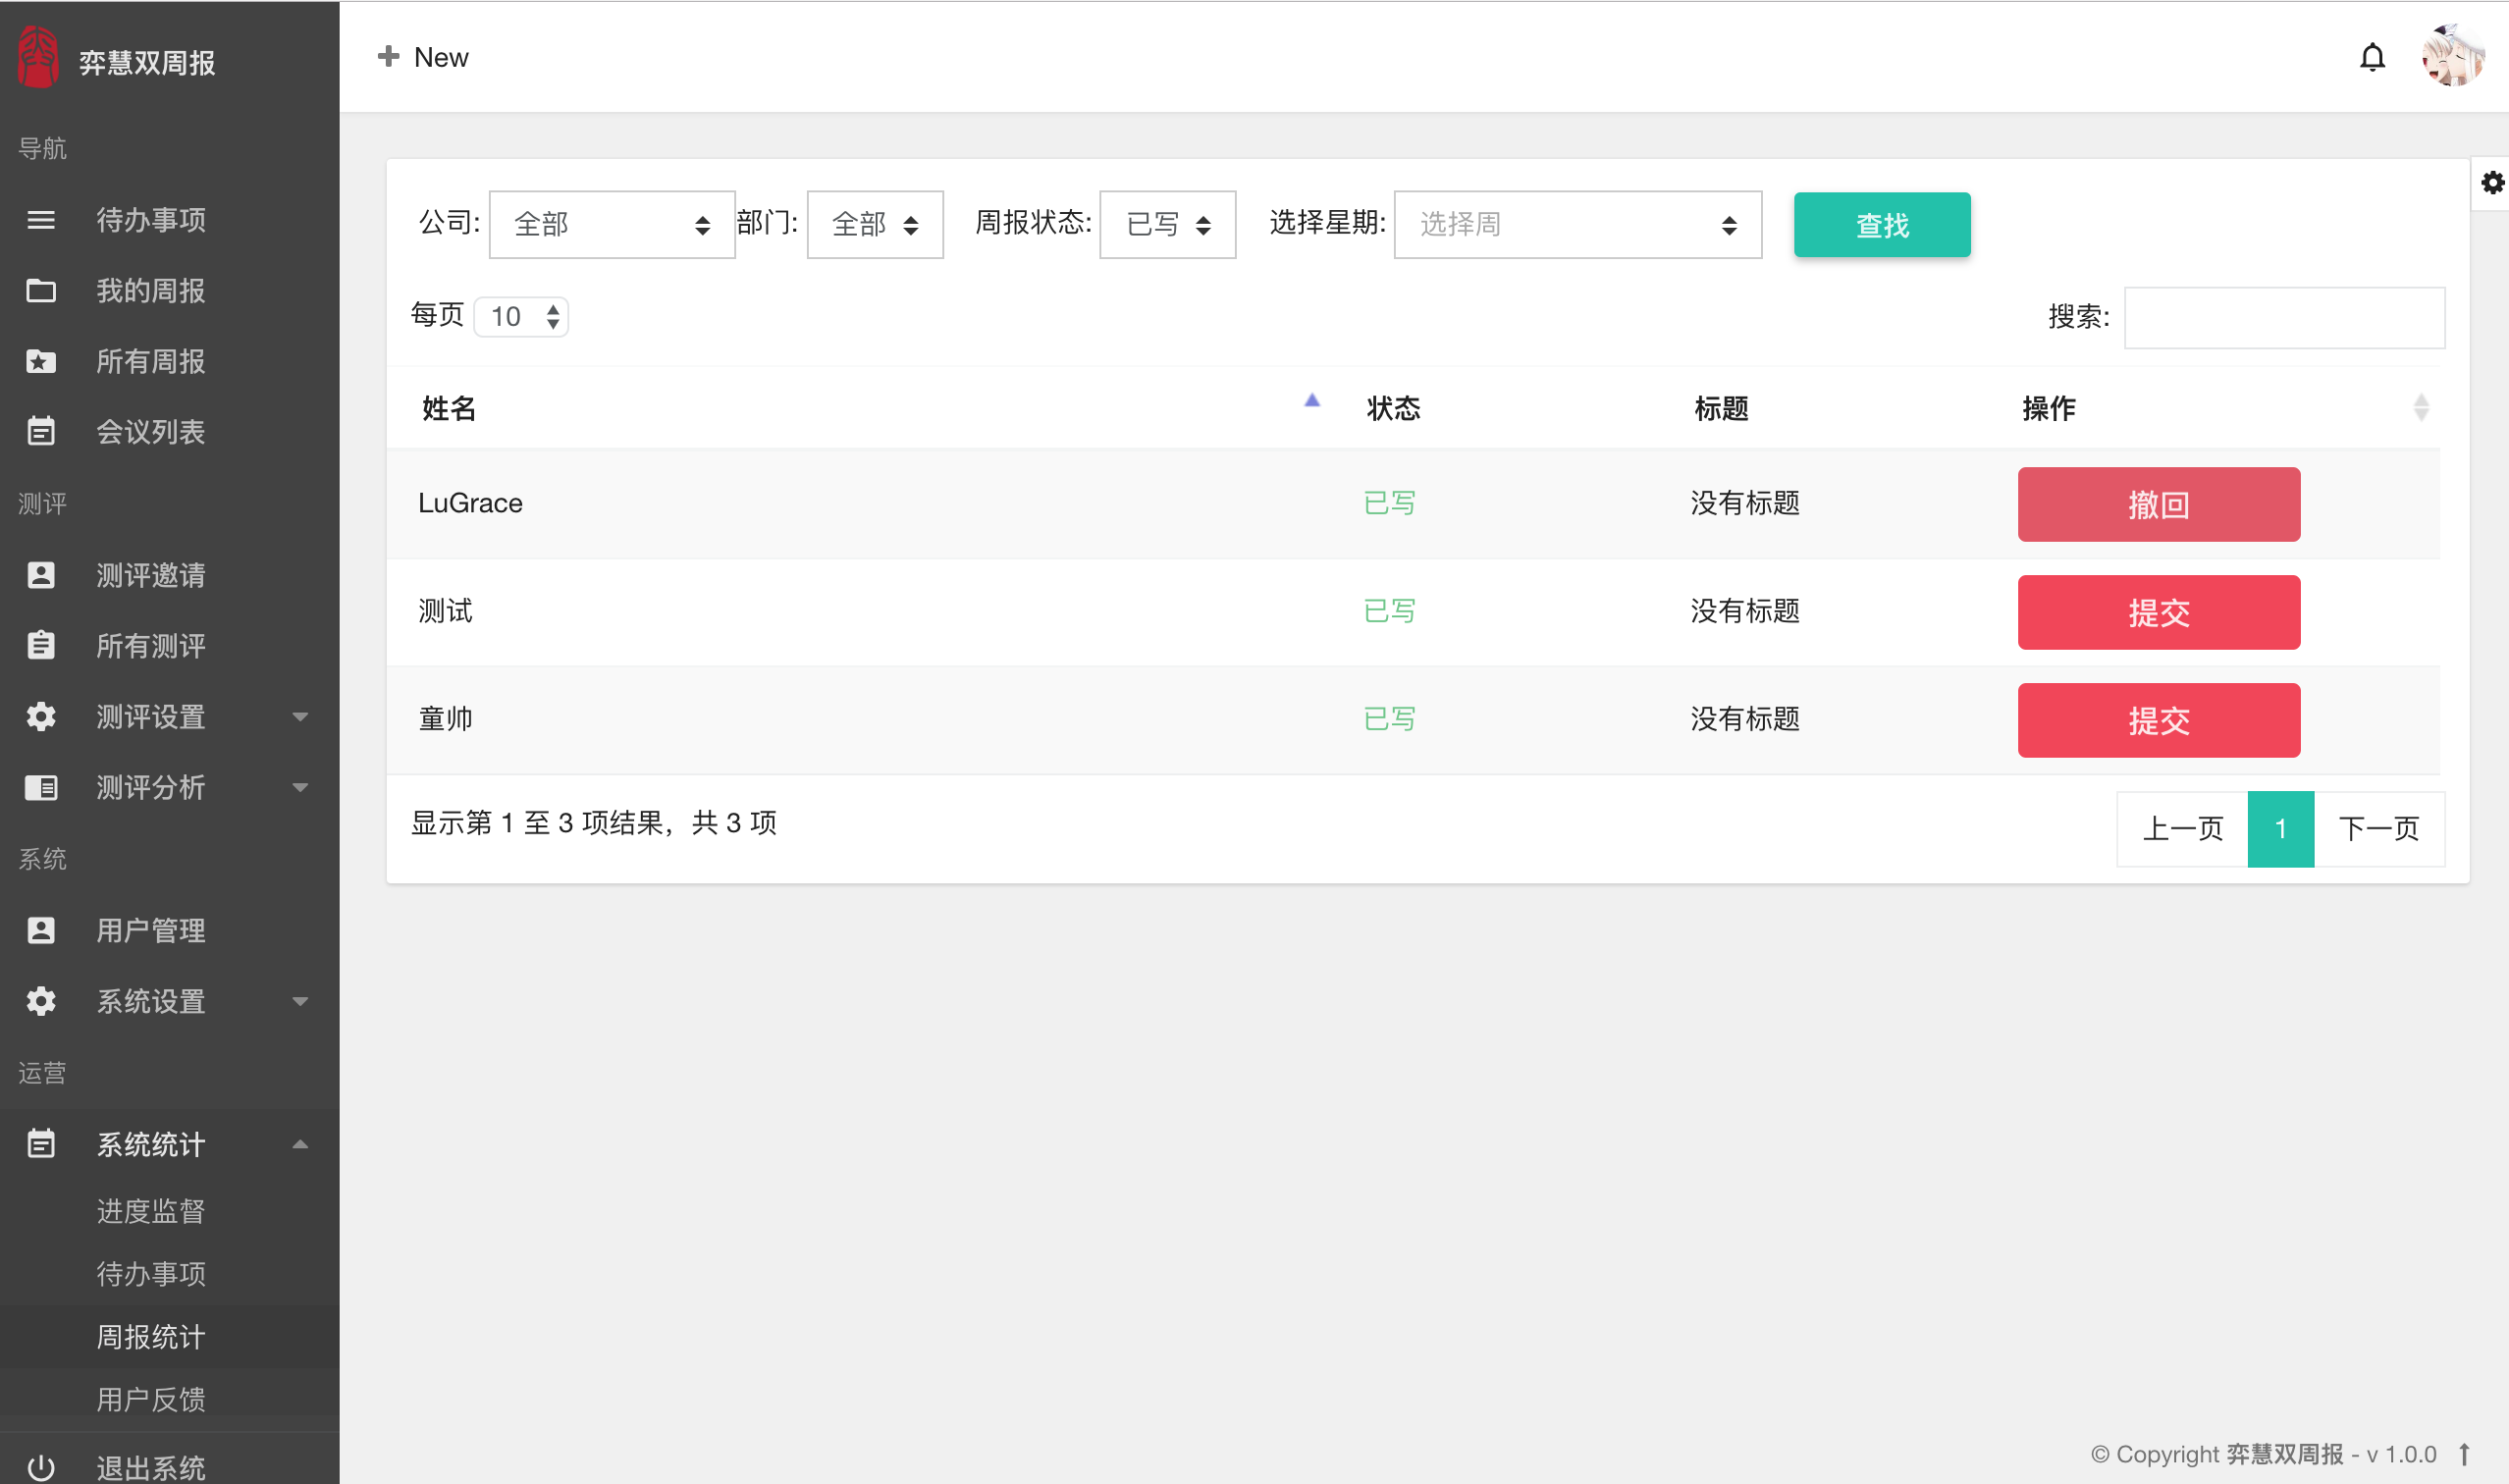 弈慧双周报
导航
待办事项
我的周报
所有周报
会议列表
测评
测评邀请
所有测评
测评设置
测评分析
系统
用户管理
系统设置
运营
系统统计
进度监督
待办事项
周报统计
用户反馈
退出系统
New
公司: 全部 部门: 全部 周报状态: 已写 选择星期: 选择周 查找
每页 10 搜索:
姓名 状态 标题 操作
LuGrace 已写 没有标题 撤回
测试 已写 没有标题 提交
童帅 已写 没有标题 提交
显示第 1 至 3 项结果，共 3 项 上一页 1 下一页
© Copyright 弈慧双周报 - v 1.0.0